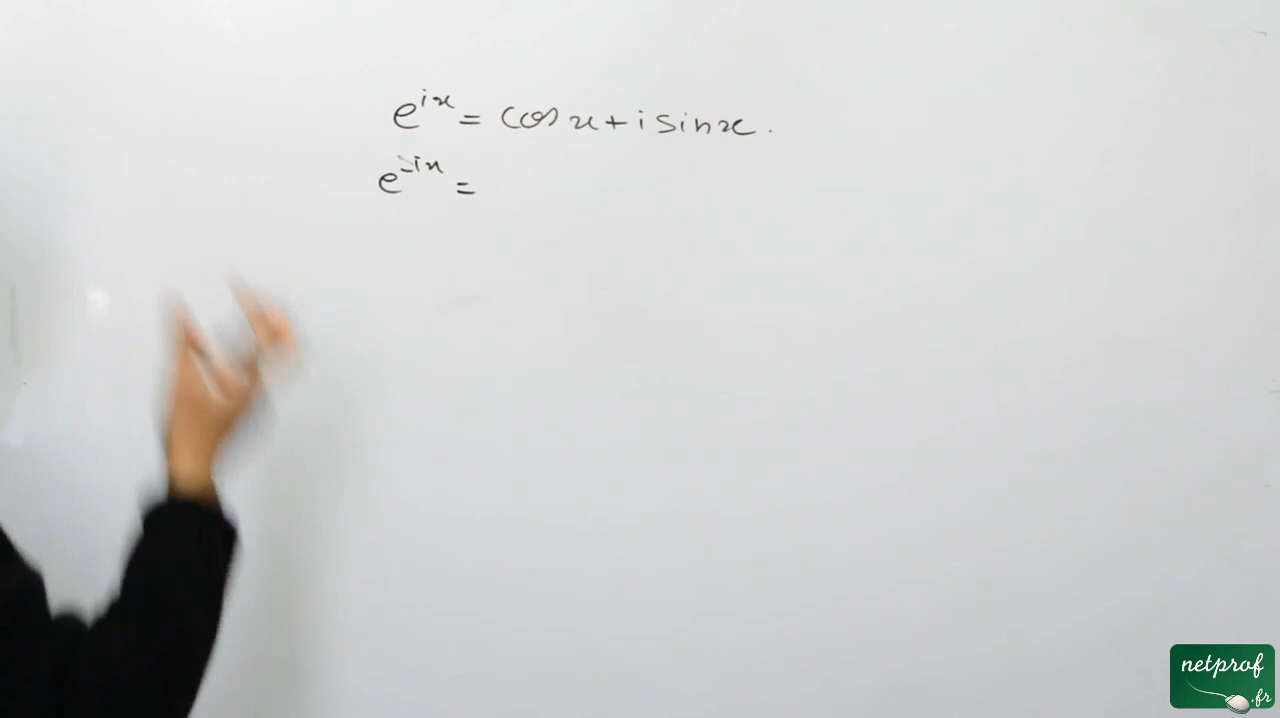 e^{ix} = cos x + i sin x.
e^{-ix} =
netprof
.fr